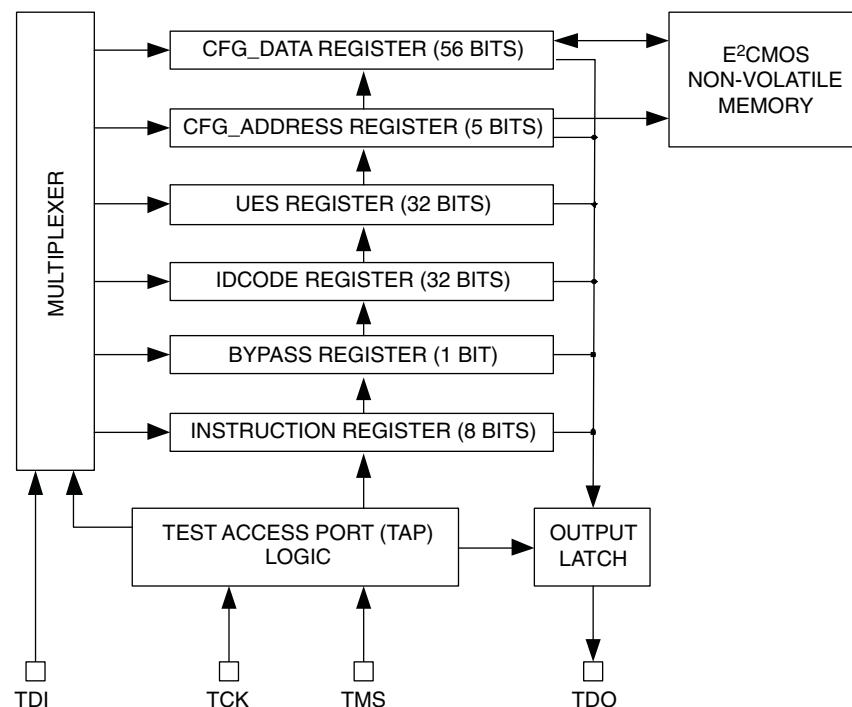 CFG_DATA REGISTER (56 BITS)
E²CMOS
NON-VOLATILE
MEMORY
CFG_ADDRESS REGISTER (5 BITS)
MULTIPLEXER
UES REGISTER (32 BITS)
IDCODE REGISTER (32 BITS)
BYPASS REGISTER (1 BIT)
INSTRUCTION REGISTER (8 BITS)
TEST ACCESS PORT (TAP)
LOGIC
OUTPUT
LATCH
TDI
TCK
TMS
TDO